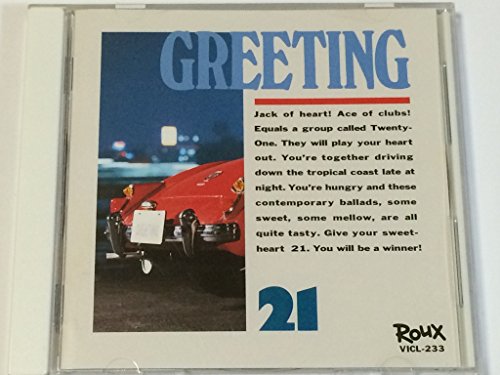 GREETING
Jack of heart! Ace of clubs!
Equals a group called Twenty-
One. They will play your heart
out. You're together driving
down the tropical coast late at
night. You're hungry and these
contemporary ballads, some
sweet, some mellow, are all
quite tasty. Give your sweet-
heart 21. You will be a winner!
21
Roux
VICL-233